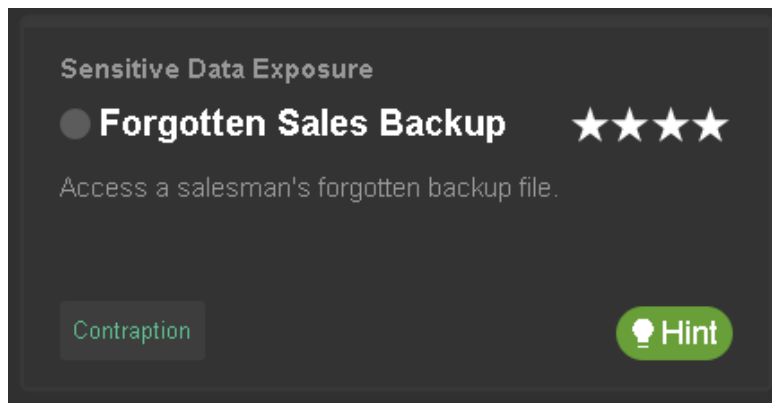 Sensitive Data Exposure
Forgotten Sales Backup ★★★★
Access a salesman's forgotten backup file.
Contraption
Hint